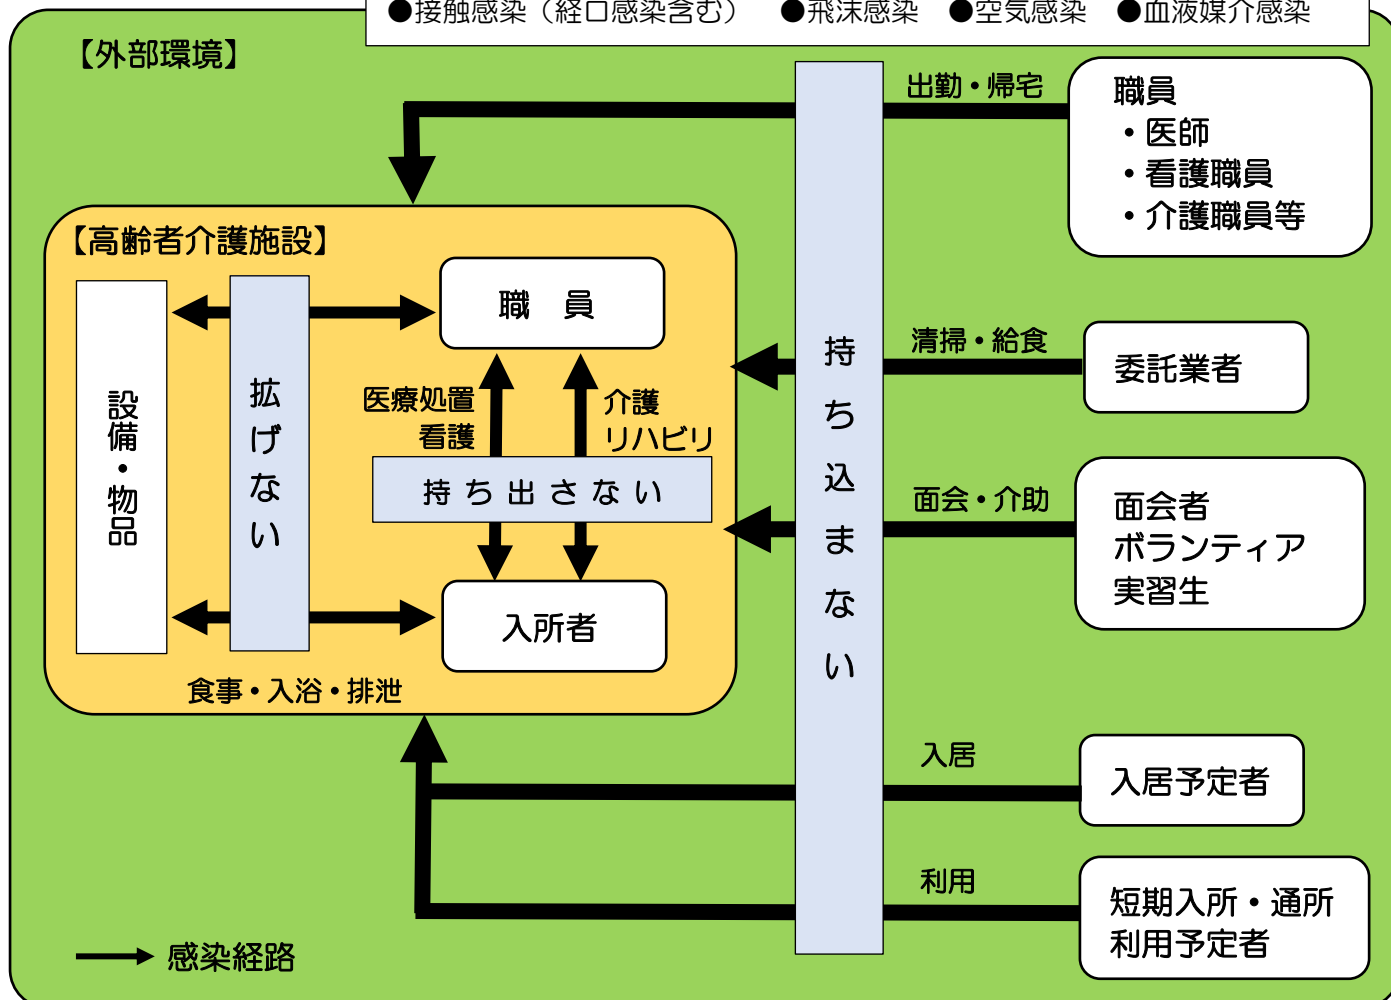 ●接触感染（経口感染含む）　●飛沫感染　●空気感染　●血液媒介感染
【外部環境】
出勤・帰宅
職員
・医師
・看護職員
・介護職員等
【高齢者介護施設】
職　員
設備・物品
拡げない
医療処置
看護
介護
リハビリ
持ち出さない
入所者
食事・入浴・排泄
持ち込まない
清掃・給食
委託業者
面会・介助
面会者
ボランティア
実習生
入居
入居予定者
利用
短期入所・通所
利用予定者
感染経路